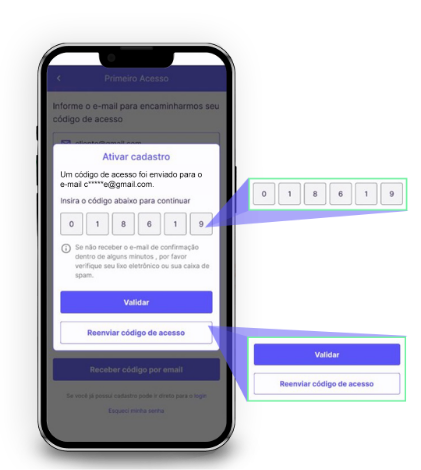 Primeiro Acesso
Informe o e-mail para encaminharmos seu
código de acesso
cliente@email.com
Ativar cadastro
Um código de acesso foi enviado para o
e-mail c*****e@gmail.com.
Insira o código abaixo para continuar
0 1 8 6 1 9
Se não receber o e-mail de confirmação
dentro de alguns minutos , por favor
verifique seu lixo eletrônico ou sua caixa de
spam.
Validar
Reenviar código de acesso
Receber código por email
Se você já possui cadastro pode ir direto para o login
Esqueci minha senha
0 1 8 6 1 9
Validar
Reenviar código de acesso